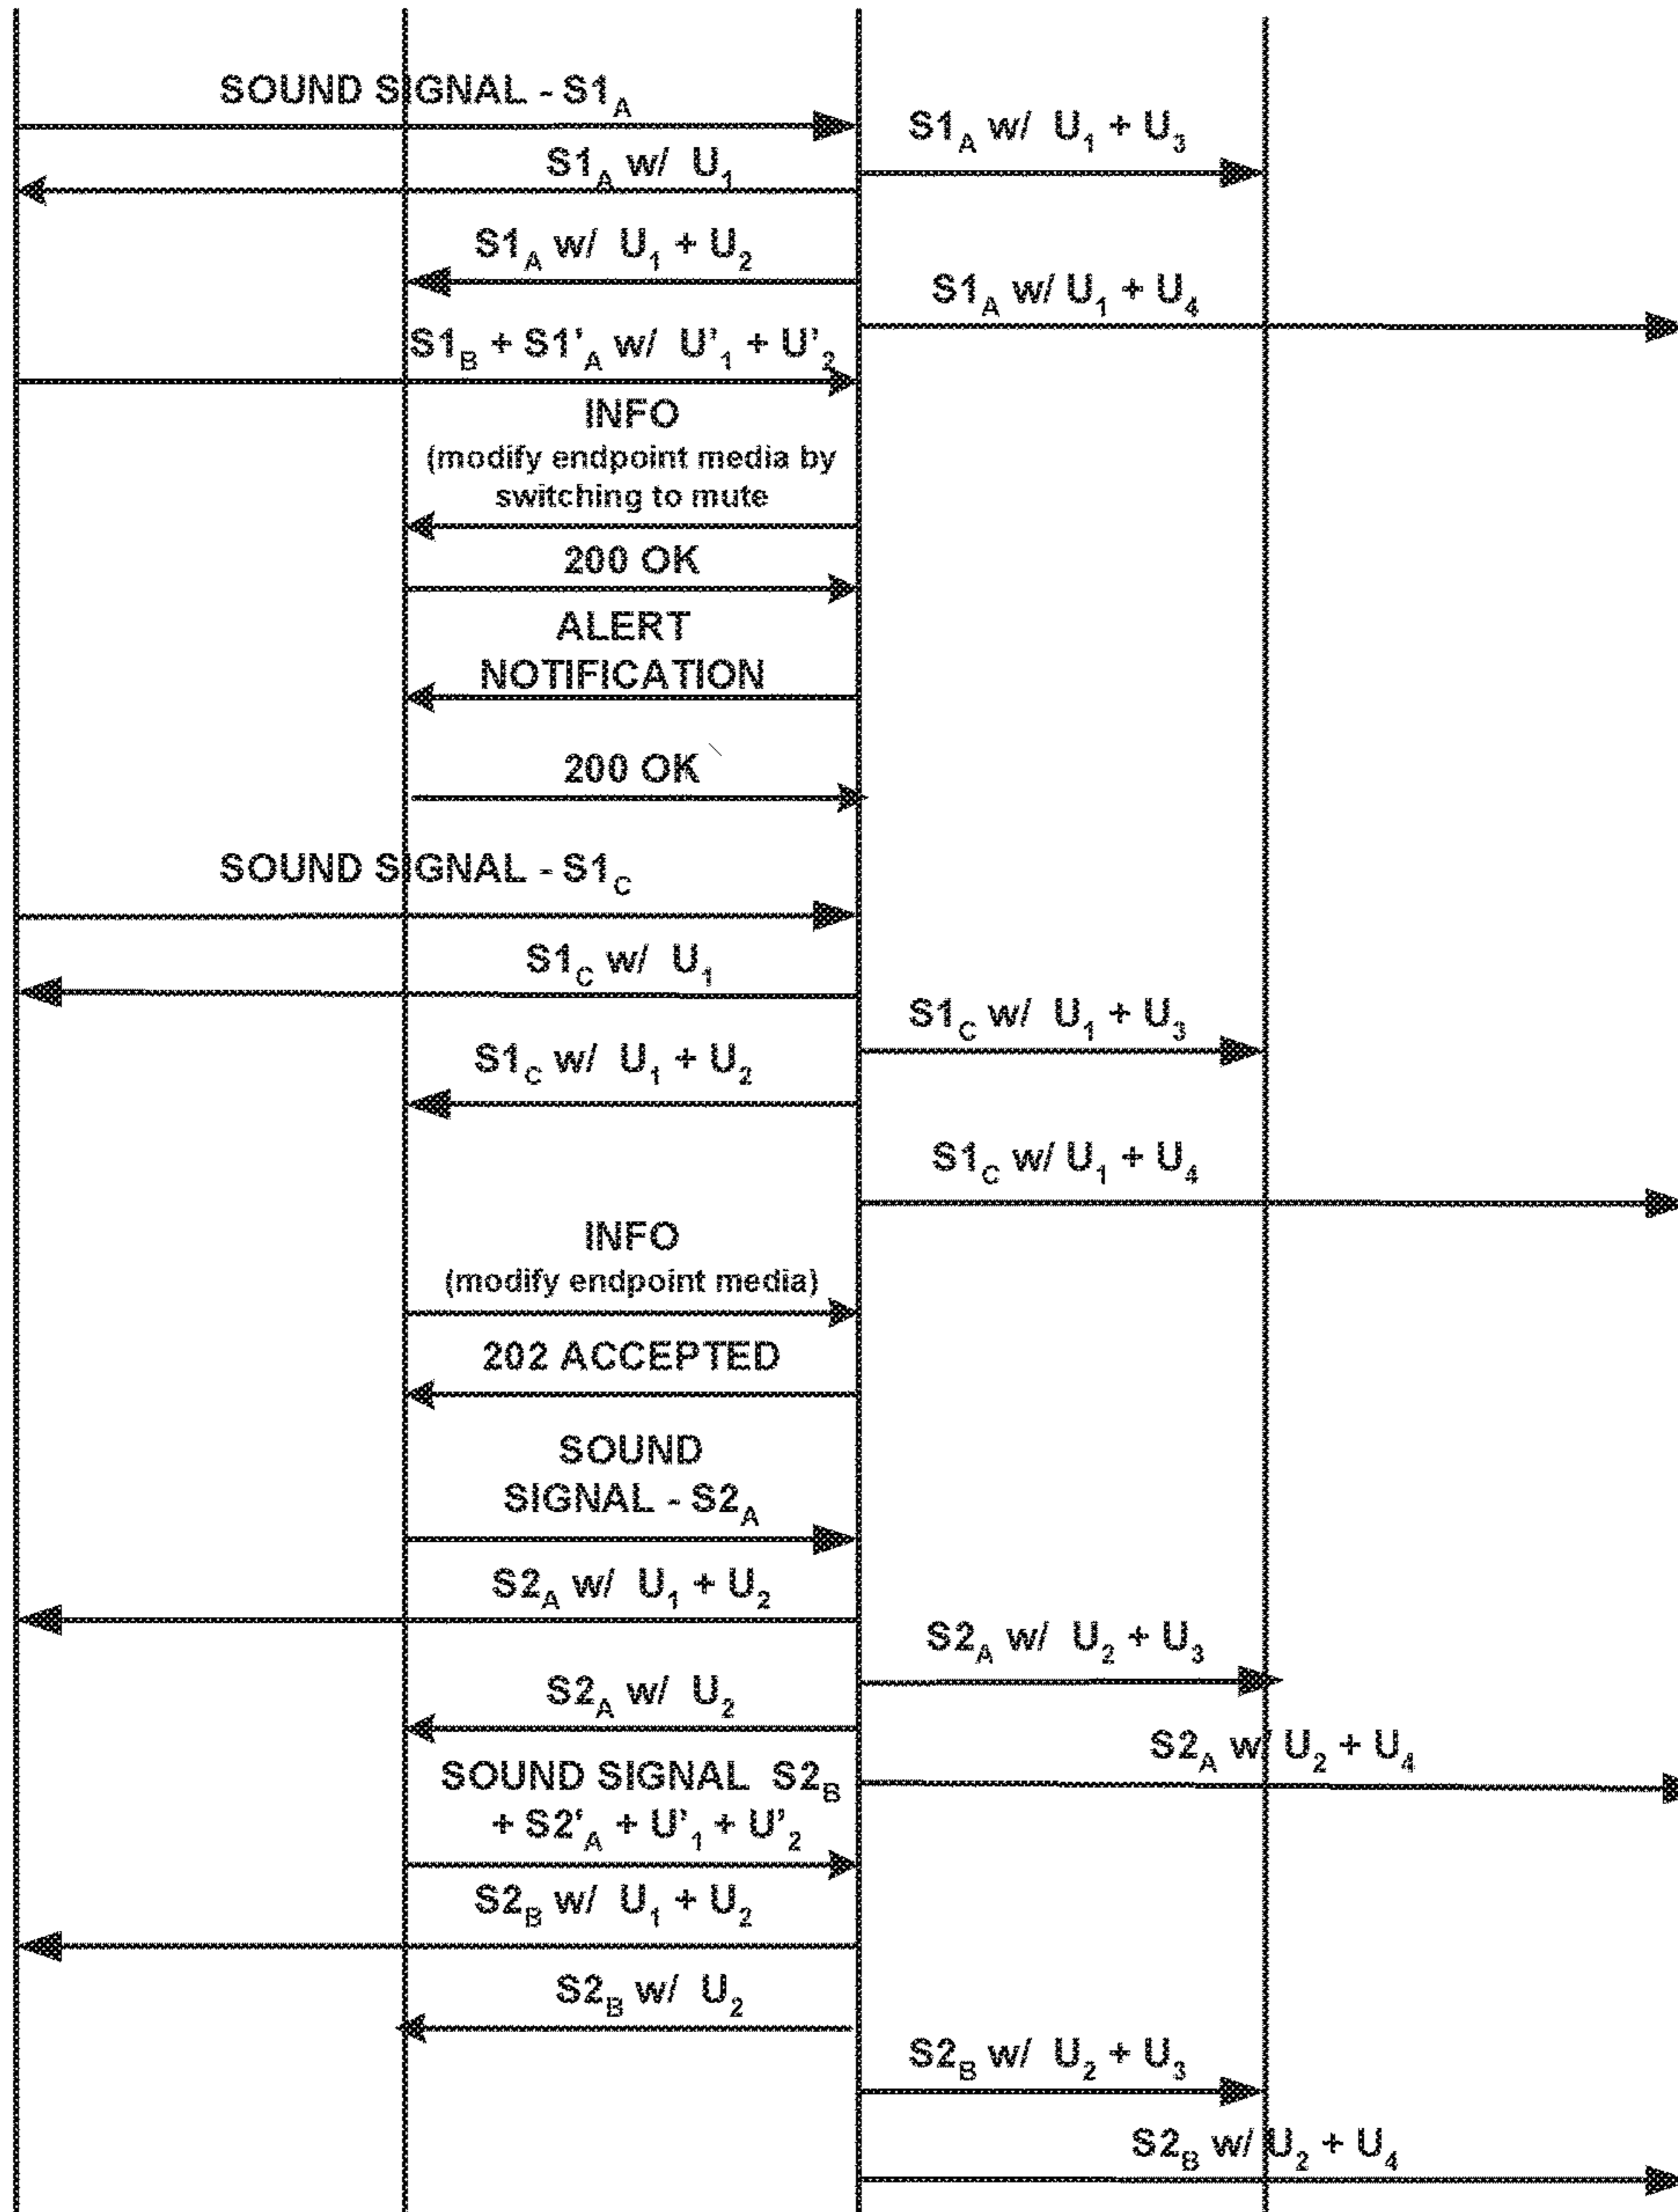 SOUND SIGNAL - S1A
S1A w/ U1 + U3
S1A w/ U1
S1A w/ U1 + U2
S1A w/ U1 + U4
S1B + S1'A w/ U'1 + U'2
INFO
(modify endpoint media by
switching to mute
200 OK
ALERT
NOTIFICATION
200 OK
SOUND SIGNAL - S1C
S1C w/ U1
S1C w/ U1 + U3
S1C w/ U1 + U2
S1C w/ U1 + U4
INFO
(modify endpoint media)
202 ACCEPTED
SOUND
SIGNAL - S2A
S2A w/ U1 + U2
S2A w/ U2 + U3
S2A w/ U2
S2A w/ U2 + U4
SOUND SIGNAL S2B
+ S2'A + U'1 + U'2
S2B w/ U1 + U2
S2B w/ U2
S2B w/ U2 + U3
S2B w/ U2 + U4